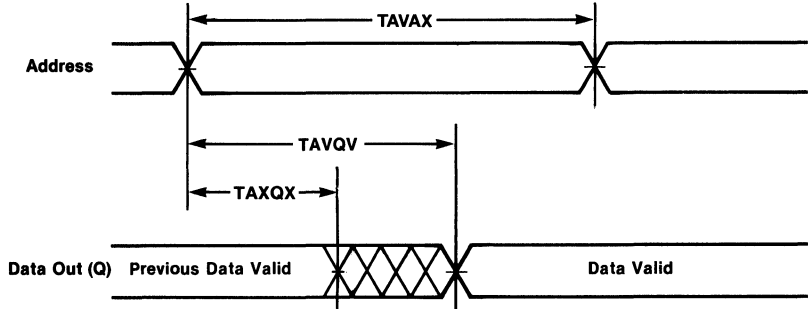 TAVAX
Address
TAVQV
TAXQX
Data Out (Q) Previous Data Valid Data Valid